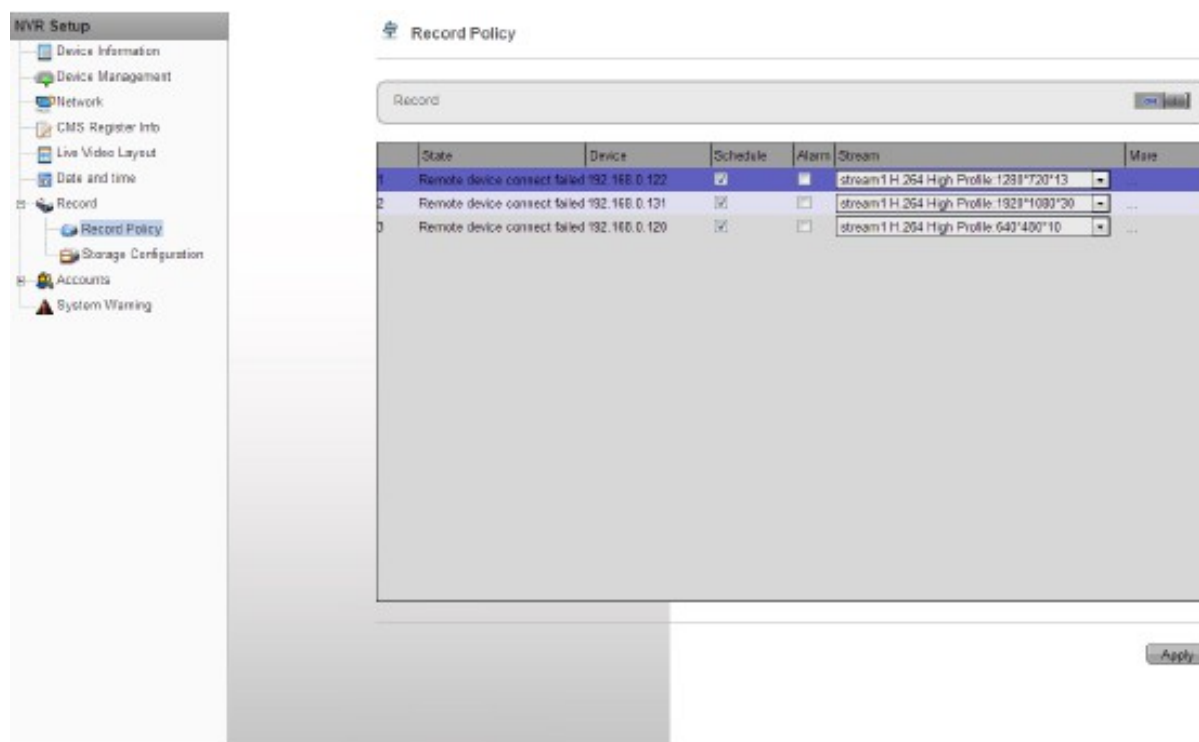 NVR Setup
Device Information
Device Management
Network
CMS Register Info
Live Video Layout
Date and time
Record
Record Policy
Storage Configuration
Accounts
System Warning
Record Policy
Record
ON
State Device Schedule Alarm Stream More
1 Remote device connect failed 192.168.0.122 stream1 H.264 High Profile:1280*720*13 ...
2 Remote device connect failed 192.168.0.131 stream1 H.264 High Profile:1920*1080*30 ...
3 Remote device connect failed 192.168.0.120 stream1 H.264 High Profile:640*480*10 ...
Apply